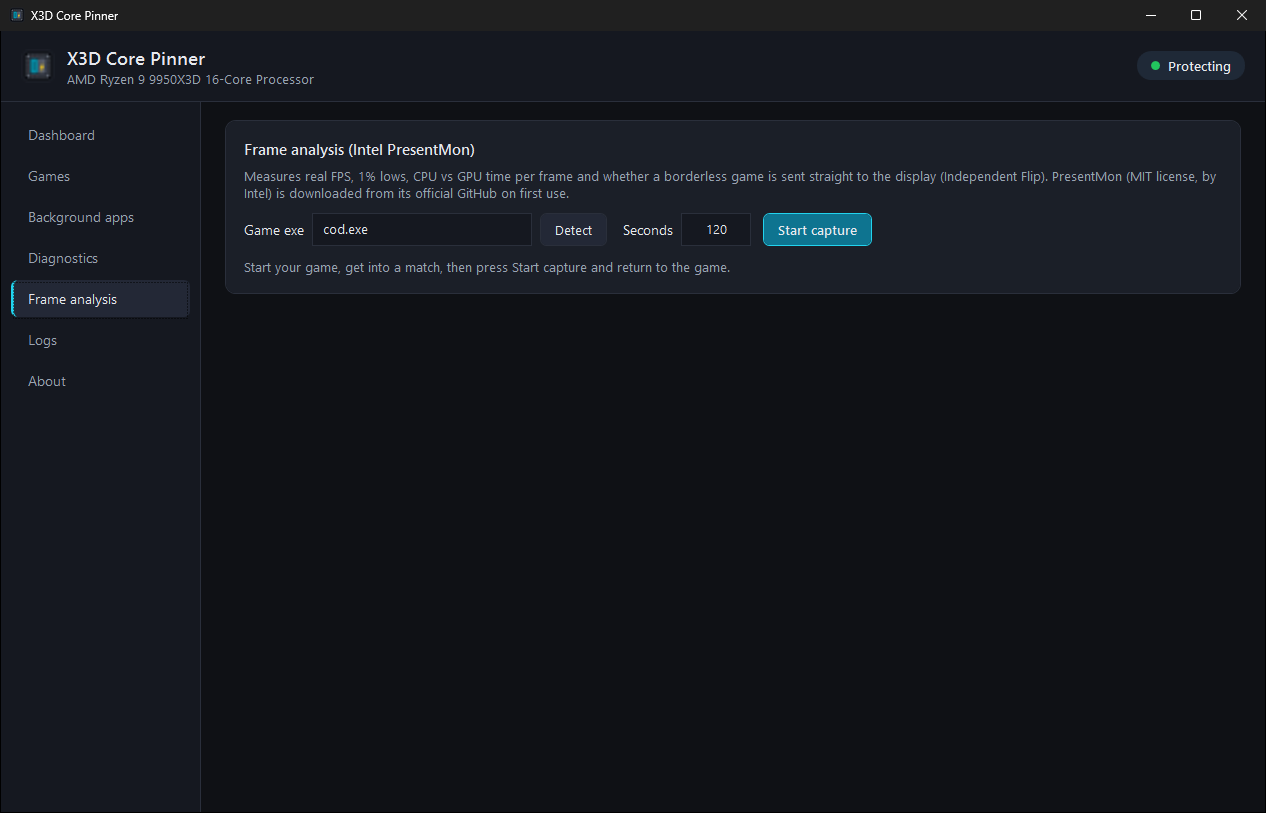 X3D Core Pinner
X3D Core Pinner
AMD Ryzen 9 9950X3D 16-Core Processor
Protecting
Dashboard
Games
Background apps
Diagnostics
Frame analysis
Logs
About
Frame analysis (Intel PresentMon)
Measures real FPS, 1% lows, CPU vs GPU time per frame and whether a borderless game is sent straight to the display (Independent Flip). PresentMon (MIT license, by
Intel) is downloaded from its official GitHub on first use.
Game exe cod.exe Detect Seconds 120 Start capture
Start your game, get into a match, then press Start capture and return to the game.